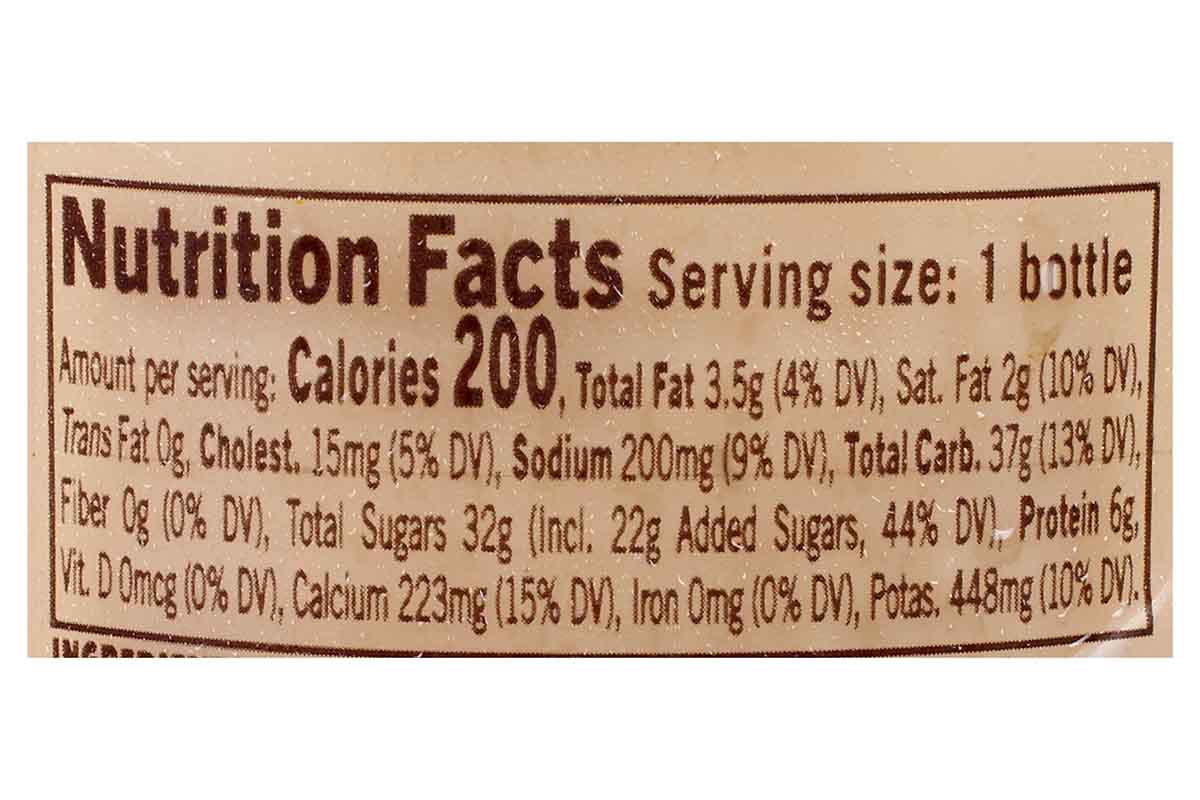 Nutrition Facts Serving size: 1 bottle
Amount per serving: Calories 200, Total Fat 3.5g (4% DV), Sat. Fat 2g (10% DV),
Trans Fat 0g, Cholest. 15mg (5% DV), Sodium 200mg (9% DV), Total Carb. 37g (13% DV),
Fiber 0g (0% DV), Total Sugars 32g (Incl. 22g Added Sugars, 44% DV), Protein 6g,
Vit. D 0mcg (0% DV), Calcium 223mg (15% DV), Iron 0mg (0% DV), Potas. 448mg (10% DV).